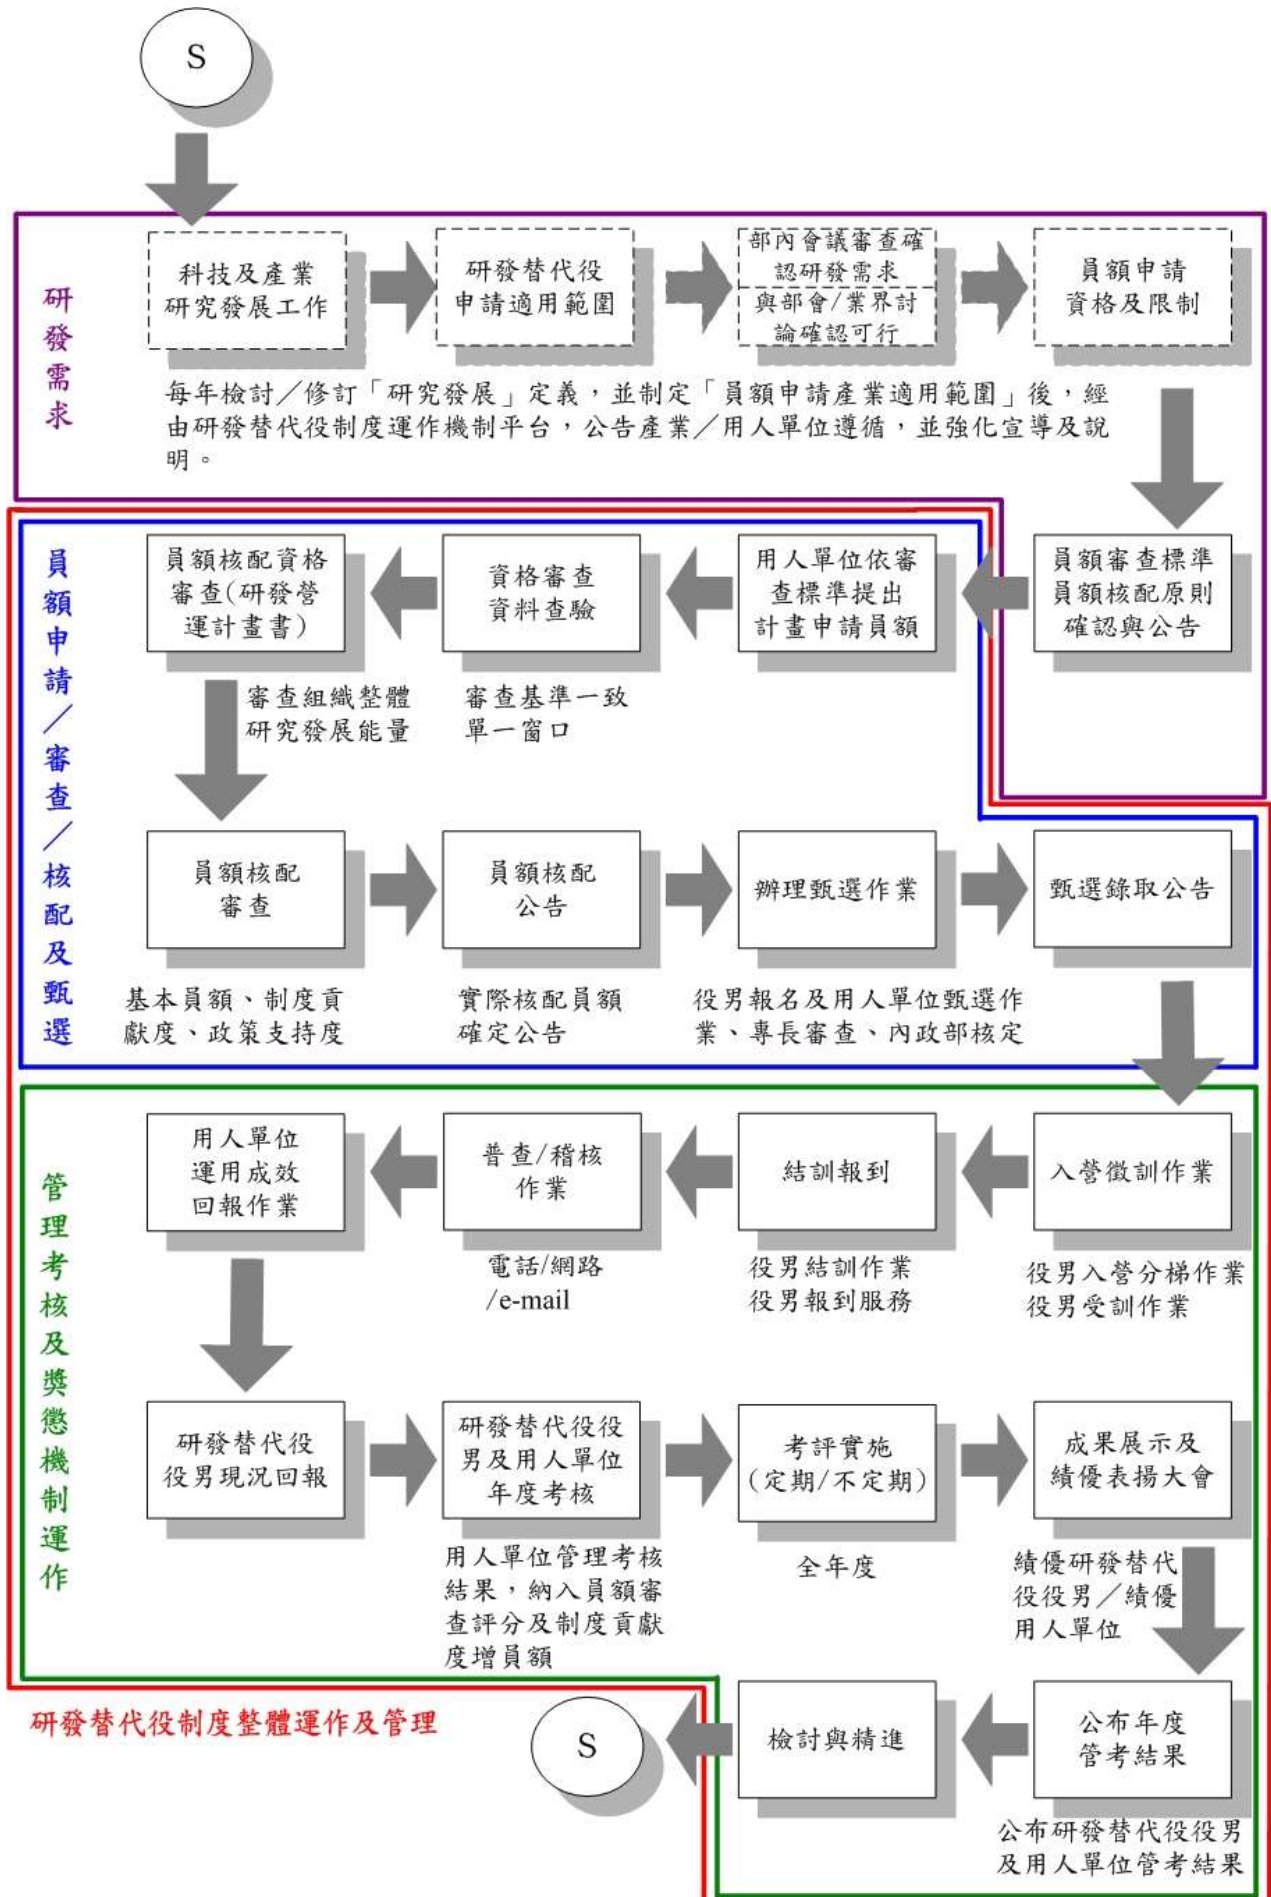 S
研發需求
科技及產業
研究發展工作
研發替代役
申請適用範圍
部內會議審查確
認研發需求
與部會/業界討
論確認可行
員額申請
資格及限制
每年檢討／修訂「研究發展」定義，並制定「員額申請產業適用範圍」後，經
由研發替代役制度運作機制平台，公告產業／用人單位遵循，並強化宣導及說
明。
員額審查標準
員額核配原則
確認與公告
員額申請／審查／核配及甄選
用人單位依審
查標準提出
計畫申請員額
資格審查
資料查驗
審查基準一致
單一窗口
員額核配資格
審查(研發營
運計畫書)
審查組織整體
研究發展能量
員額核配
審查
基本員額、制度貢
獻度、政策支持度
員額核配
公告
實際核配員額
確定公告
辦理甄選作業
役男報名及用人單位甄選作
業、專長審查、內政部核定
甄選錄取公告
管理考核及獎懲機制運作
入營徵訓作業
役男入營分梯作業
役男受訓作業
結訓報到
役男結訓作業
役男報到服務
普查/稽核
作業
電話/網路
/e-mail
用人單位
運用成效
回報作業
研發替代役
役男現況回報
研發替代役役
男及用人單位
年度考核
用人單位管理考核
結果，納入員額審
查評分及制度貢獻
度增員額
考評實施
(定期/不定期)
全年度
成果展示及
績優表揚大會
績優研發替代
役役男／績優
用人單位
公布年度
管考結果
公布研發替代役役男
及用人單位管考結果
檢討與精進
S
研發替代役制度整體運作及管理